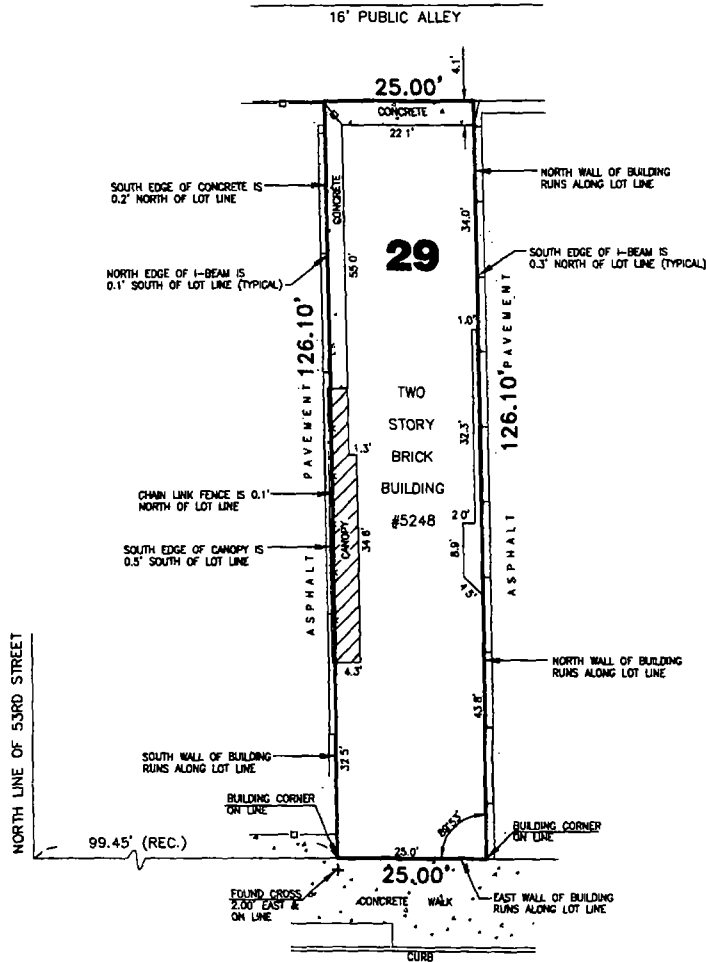 16' PUBLIC ALLEY
4.1'
25.00'
CONCRETE
22 1'
SOUTH EDGE OF CONCRETE IS
0.2' NORTH OF LOT LINE
CONCRETE
NORTH WALL OF BUILDING
RUNS ALONG LOT LINE
34.0'
29
NORTH EDGE OF I-BEAM IS
0.1' SOUTH OF LOT LINE (TYPICAL)
55 0'
SOUTH EDGE OF I-BEAM IS
0.3' NORTH OF LOT LINE (TYPICAL)
1.0'
126.10'
PAVEMENT
126.10'
PAVEMENT
TWO
STORY
BRICK
BUILDING
#5248
32.3'
1.3'
CHAIN LINK FENCE IS 0.1'
NORTH OF LOT LINE
34.6'
2 0'
SOUTH EDGE OF CANOPY IS
0.5' SOUTH OF LOT LINE
CANOPY
8.9'
4.5'
ASPHALT
ASPHALT
NORTH LINE OF 53RD STREET
4.3'
NORTH WALL OF BUILDING
RUNS ALONG LOT LINE
43 8'
SOUTH WALL OF BUILDING
RUNS ALONG LOT LINE
32 5'
BUILDING CORNER
ON LINE
89°53'
BUILDING CORNER
ON LINE
99.45' (REC.)
25.0'
25.00'
FOUND CROSS
2.00' EAST &
ON LINE
CONCRETE WALK
EAST WALL OF BUILDING
RUNS ALONG LOT LINE
CURB